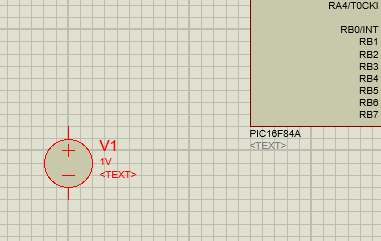 RA4/T0CKI
RB0/INT
RB1
RB2
RB3
RB4
RB5
RB6
RB7
PIC16F84A
<TEXT>
V1
1V
<TEXT>